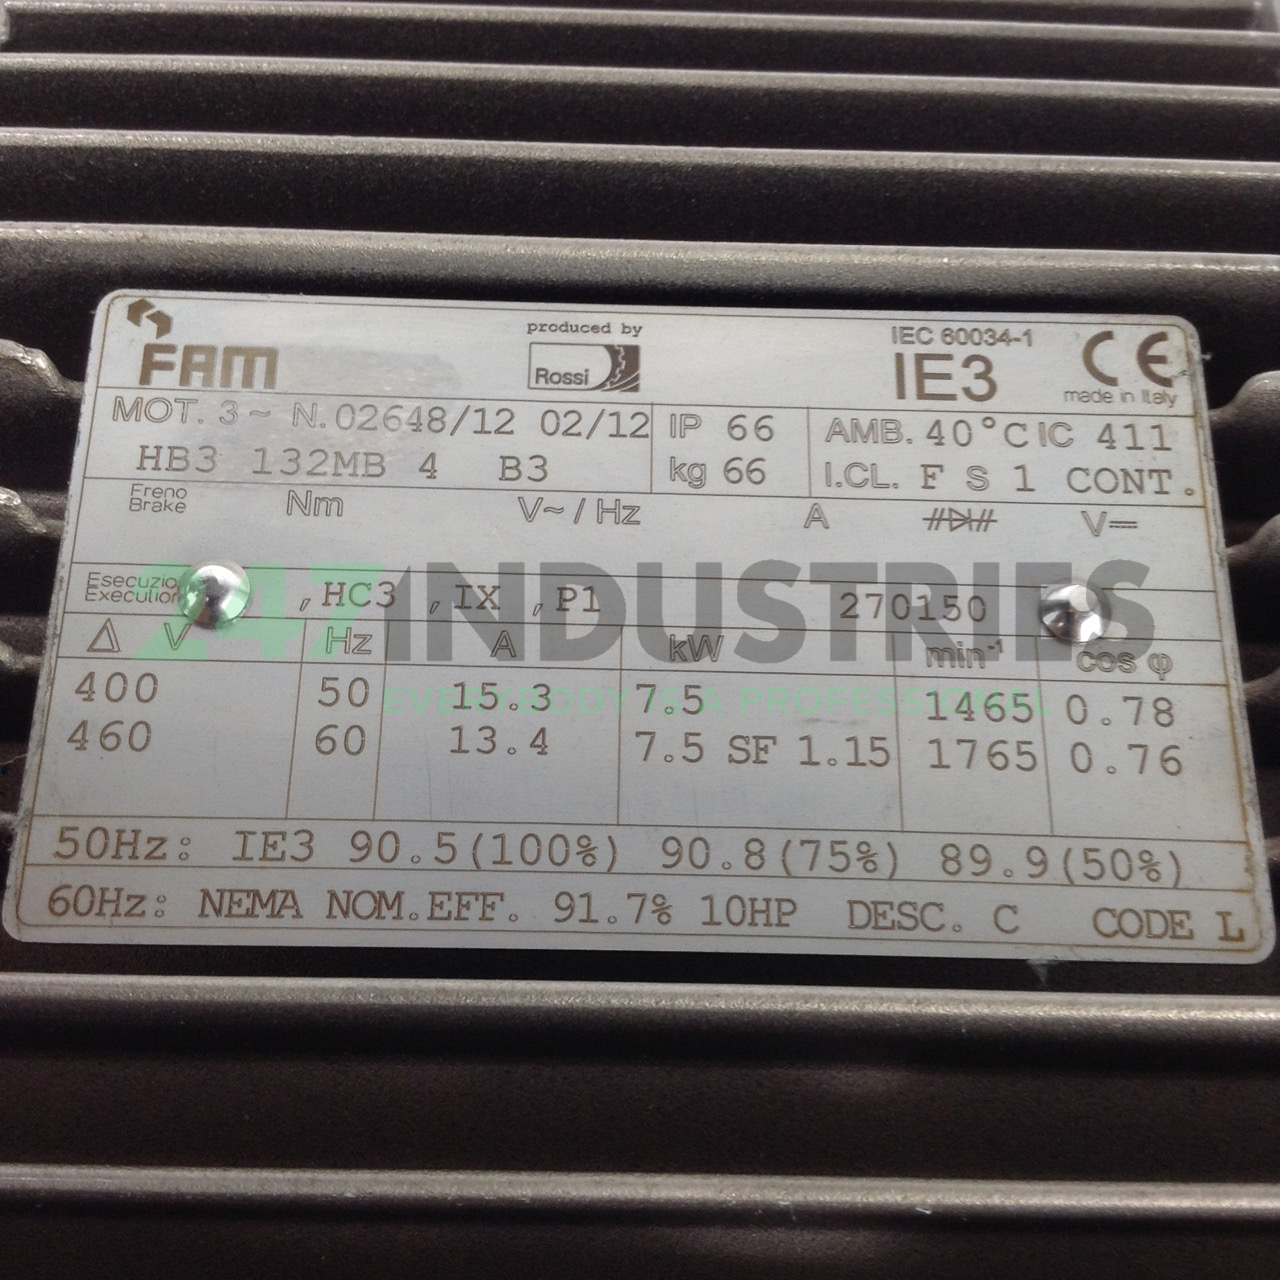 FAM
produced by
Rossi
IEC 60034-1
IE3
CE
made in Italy
MOT. 3~ N.02648/12 02/12 IP 66 AMB. 40°C IC 411
HB3 132MB 4 B3 kg 66 I.CL. F S 1 CONT.
Freno
Brake Nm V~ / Hz A V⎓
Esecuzio
Execution ,HC3 ,IX ,P1 270150
247INDUSTRIES
EVERYBODY IS A PROFESSIONAL
Δ V Hz A kW min⁻¹ cos φ
400 50 15.3 7.5 1465 0.78
460 60 13.4 7.5 SF 1.15 1765 0.76
50Hz: IE3 90.5(100%) 90.8(75%) 89.9(50%)
60Hz: NEMA NOM.EFF. 91.7% 10HP DESC. C CODE L